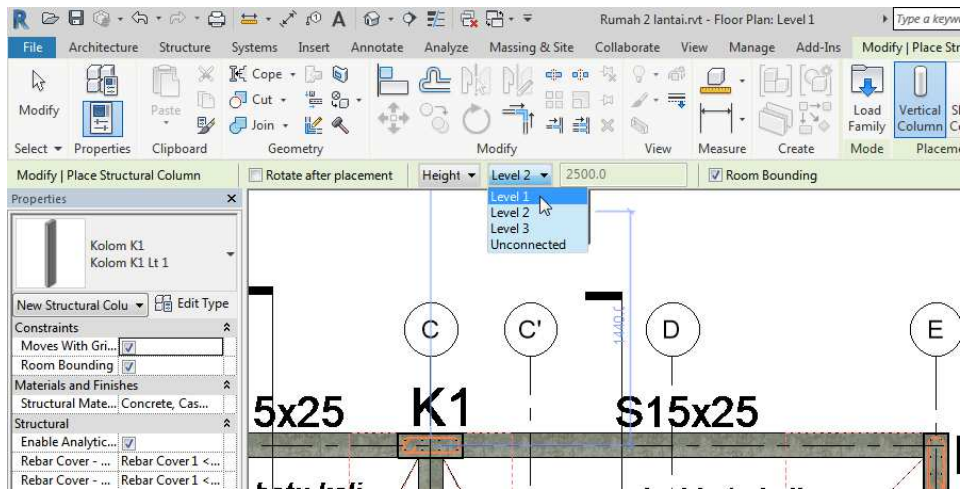 Rumah 2 lantai.rvt - Floor Plan: Level 1
Type a keyw
File Architecture Structure Systems Insert Annotate Analyze Massing & Site Collaborate View Manage Add-Ins Modify | Place Str
Modify
Paste
Cope
Cut
Join
Load Family
Vertical Column
Select Properties Clipboard Geometry Modify View Measure Create Mode Placeme
Modify | Place Structural Column Rotate after placement Height Level 2 2500.0 Room Bounding
Properties
Level 1
Level 2
Level 3
Unconnected
Kolom K1
Kolom K1 Lt 1
New Structural Colu Edit Type
Constraints
Moves With Gri...
Room Bounding
Materials and Finishes
Structural Mate... Concrete, Cas...
Structural
Enable Analytic...
Rebar Cover - ... Rebar Cover 1 <...
Rebar Cover - ... Rebar Cover 1 <...
1440.0
C C' D E
5x25 K1 S15x25